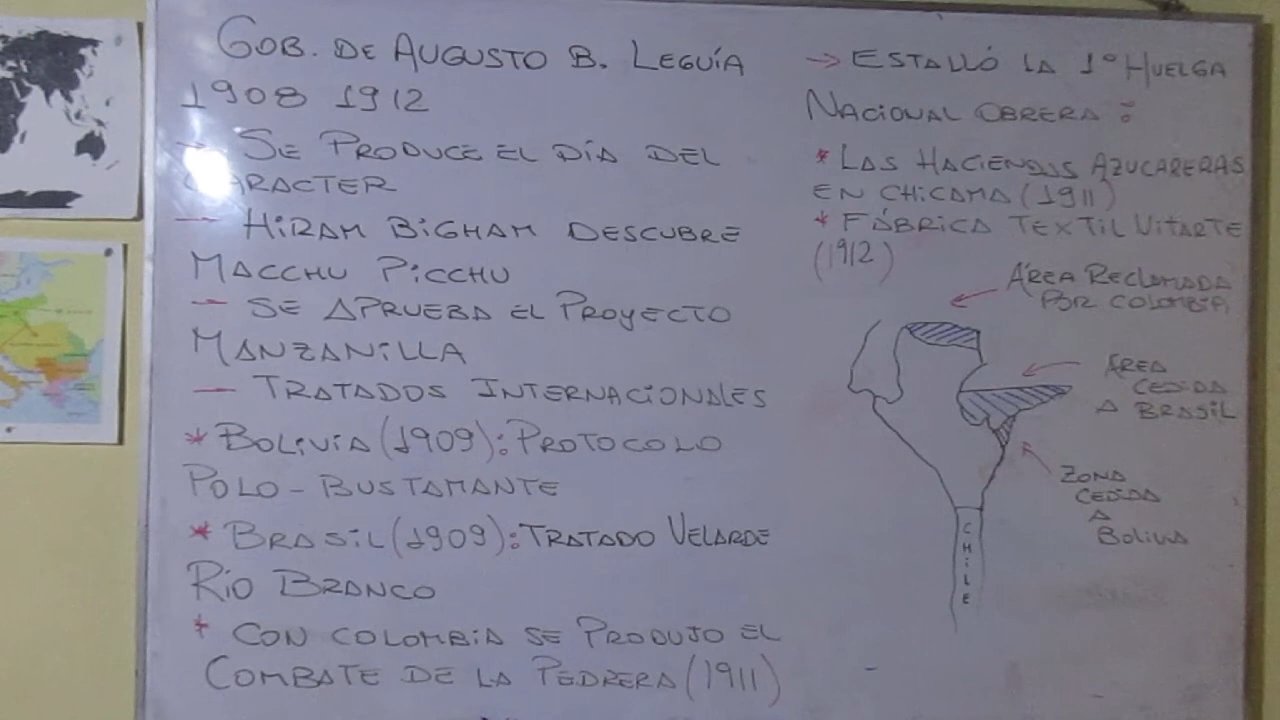 GOB. DE AUGUSTO B. LEGUÍA
1908 1912
→ SE PRODUCE EL DÍA DEL
CARACTER
— HIRAM BIGHAM DESCUBRE
MACCHU PICCHU
— SE APRUEBA EL PROYECTO
MANZANILLA
— TRATADOS INTERNACIONALES
* BOLIVIA (1909): PROTOCOLO
POLO - BUSTAMANTE
* BRASIL (1909): TRATADO VELARDE
RÍO BRANCO
* CON COLOMBIA SE PRODUJO EL
COMBATE DE LA PEDRERA (1911)
→ ESTALLÓ LA 1° HUELGA
NACIONAL OBRERA :
* LAS HACIENDAS AZUCARERAS
EN CHICAMA (1911)
* FÁBRICA TEXTIL VITARTE
(1912)
ÁREA RECLAMADA
POR COLOMBIA
ÁREA
CEDIDA
A BRASIL
ZONA
CEDIDA
A
BOLIVIA
CHILE